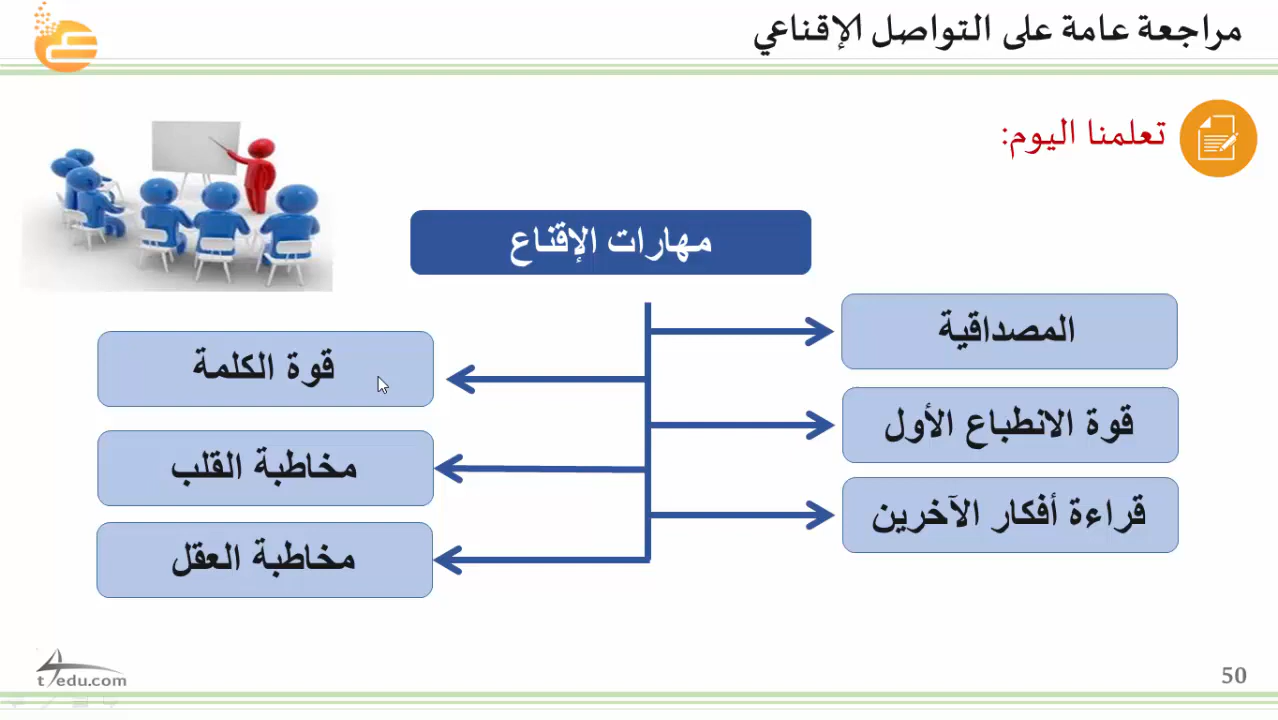 مراجعة عامة على التواصل الإقناعي
تعلمنا اليوم:
مهارات الإقناع
المصداقية
قوة الانطباع الأول
قراءة أفكار الآخرين
قوة الكلمة
مخاطبة القلب
مخاطبة العقل
t4edu.com
50